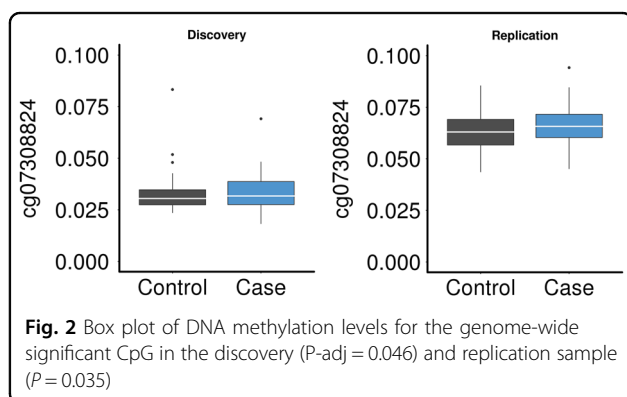 Discovery
0.100
0.075
0.050
0.025
0.000
cg07308824
Control Case
Replication
0.100
0.075
0.050
0.025
0.000
cg07308824
Control Case
Fig. 2 Box plot of DNA methylation levels for the genome-wide
significant CpG in the discovery (P-adj = 0.046) and replication sample
(P = 0.035)